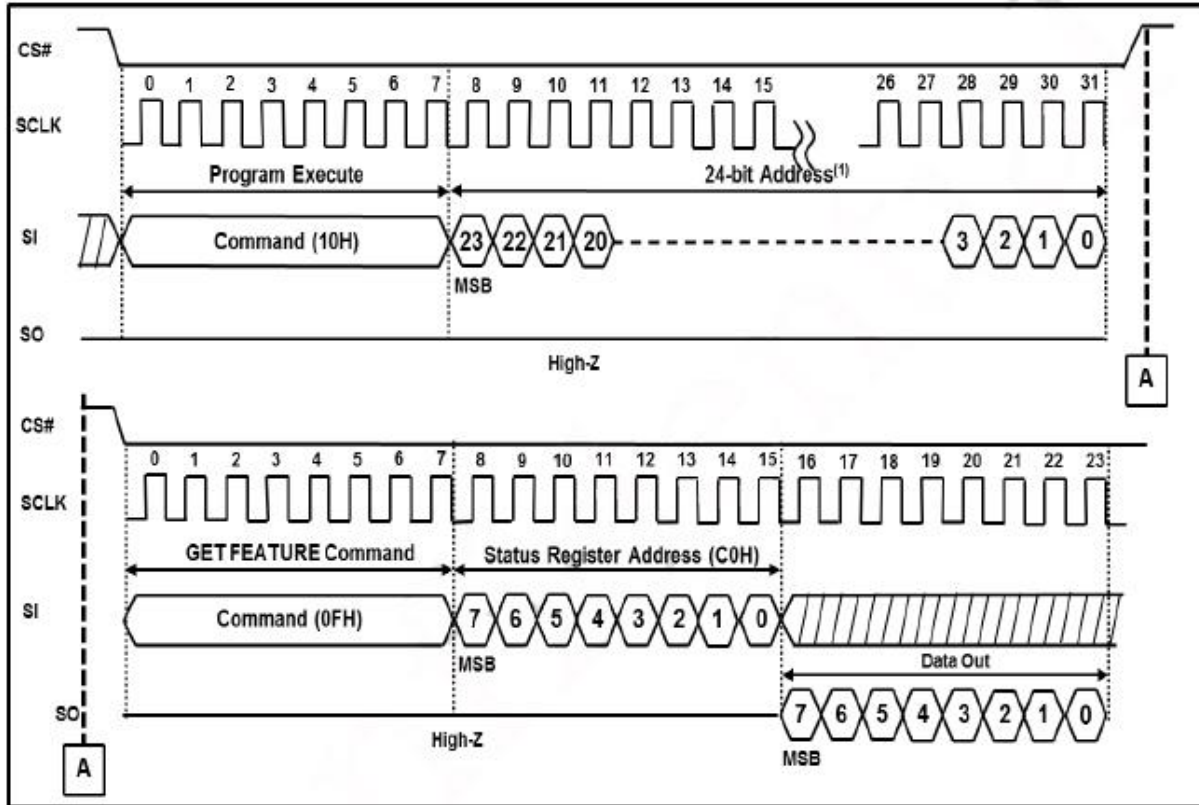 CS#
0 1 2 3 4 5 6 7 8 9 10 11 12 13 14 15 26 27 28 29 30 31
SCLK
Program Execute 24-bit Address(1)
SI Command (10H) 23 22 21 20 3 2 1 0
MSB
SO
High-Z
A
CS#
0 1 2 3 4 5 6 7 8 9 10 11 12 13 14 15 16 17 18 19 20 21 22 23
SCLK
GET FEATURE Command Status Register Address (C0H)
SI Command (0FH) 7 6 5 4 3 2 1 0
MSB Data Out
SO 7 6 5 4 3 2 1 0
High-Z MSB
A